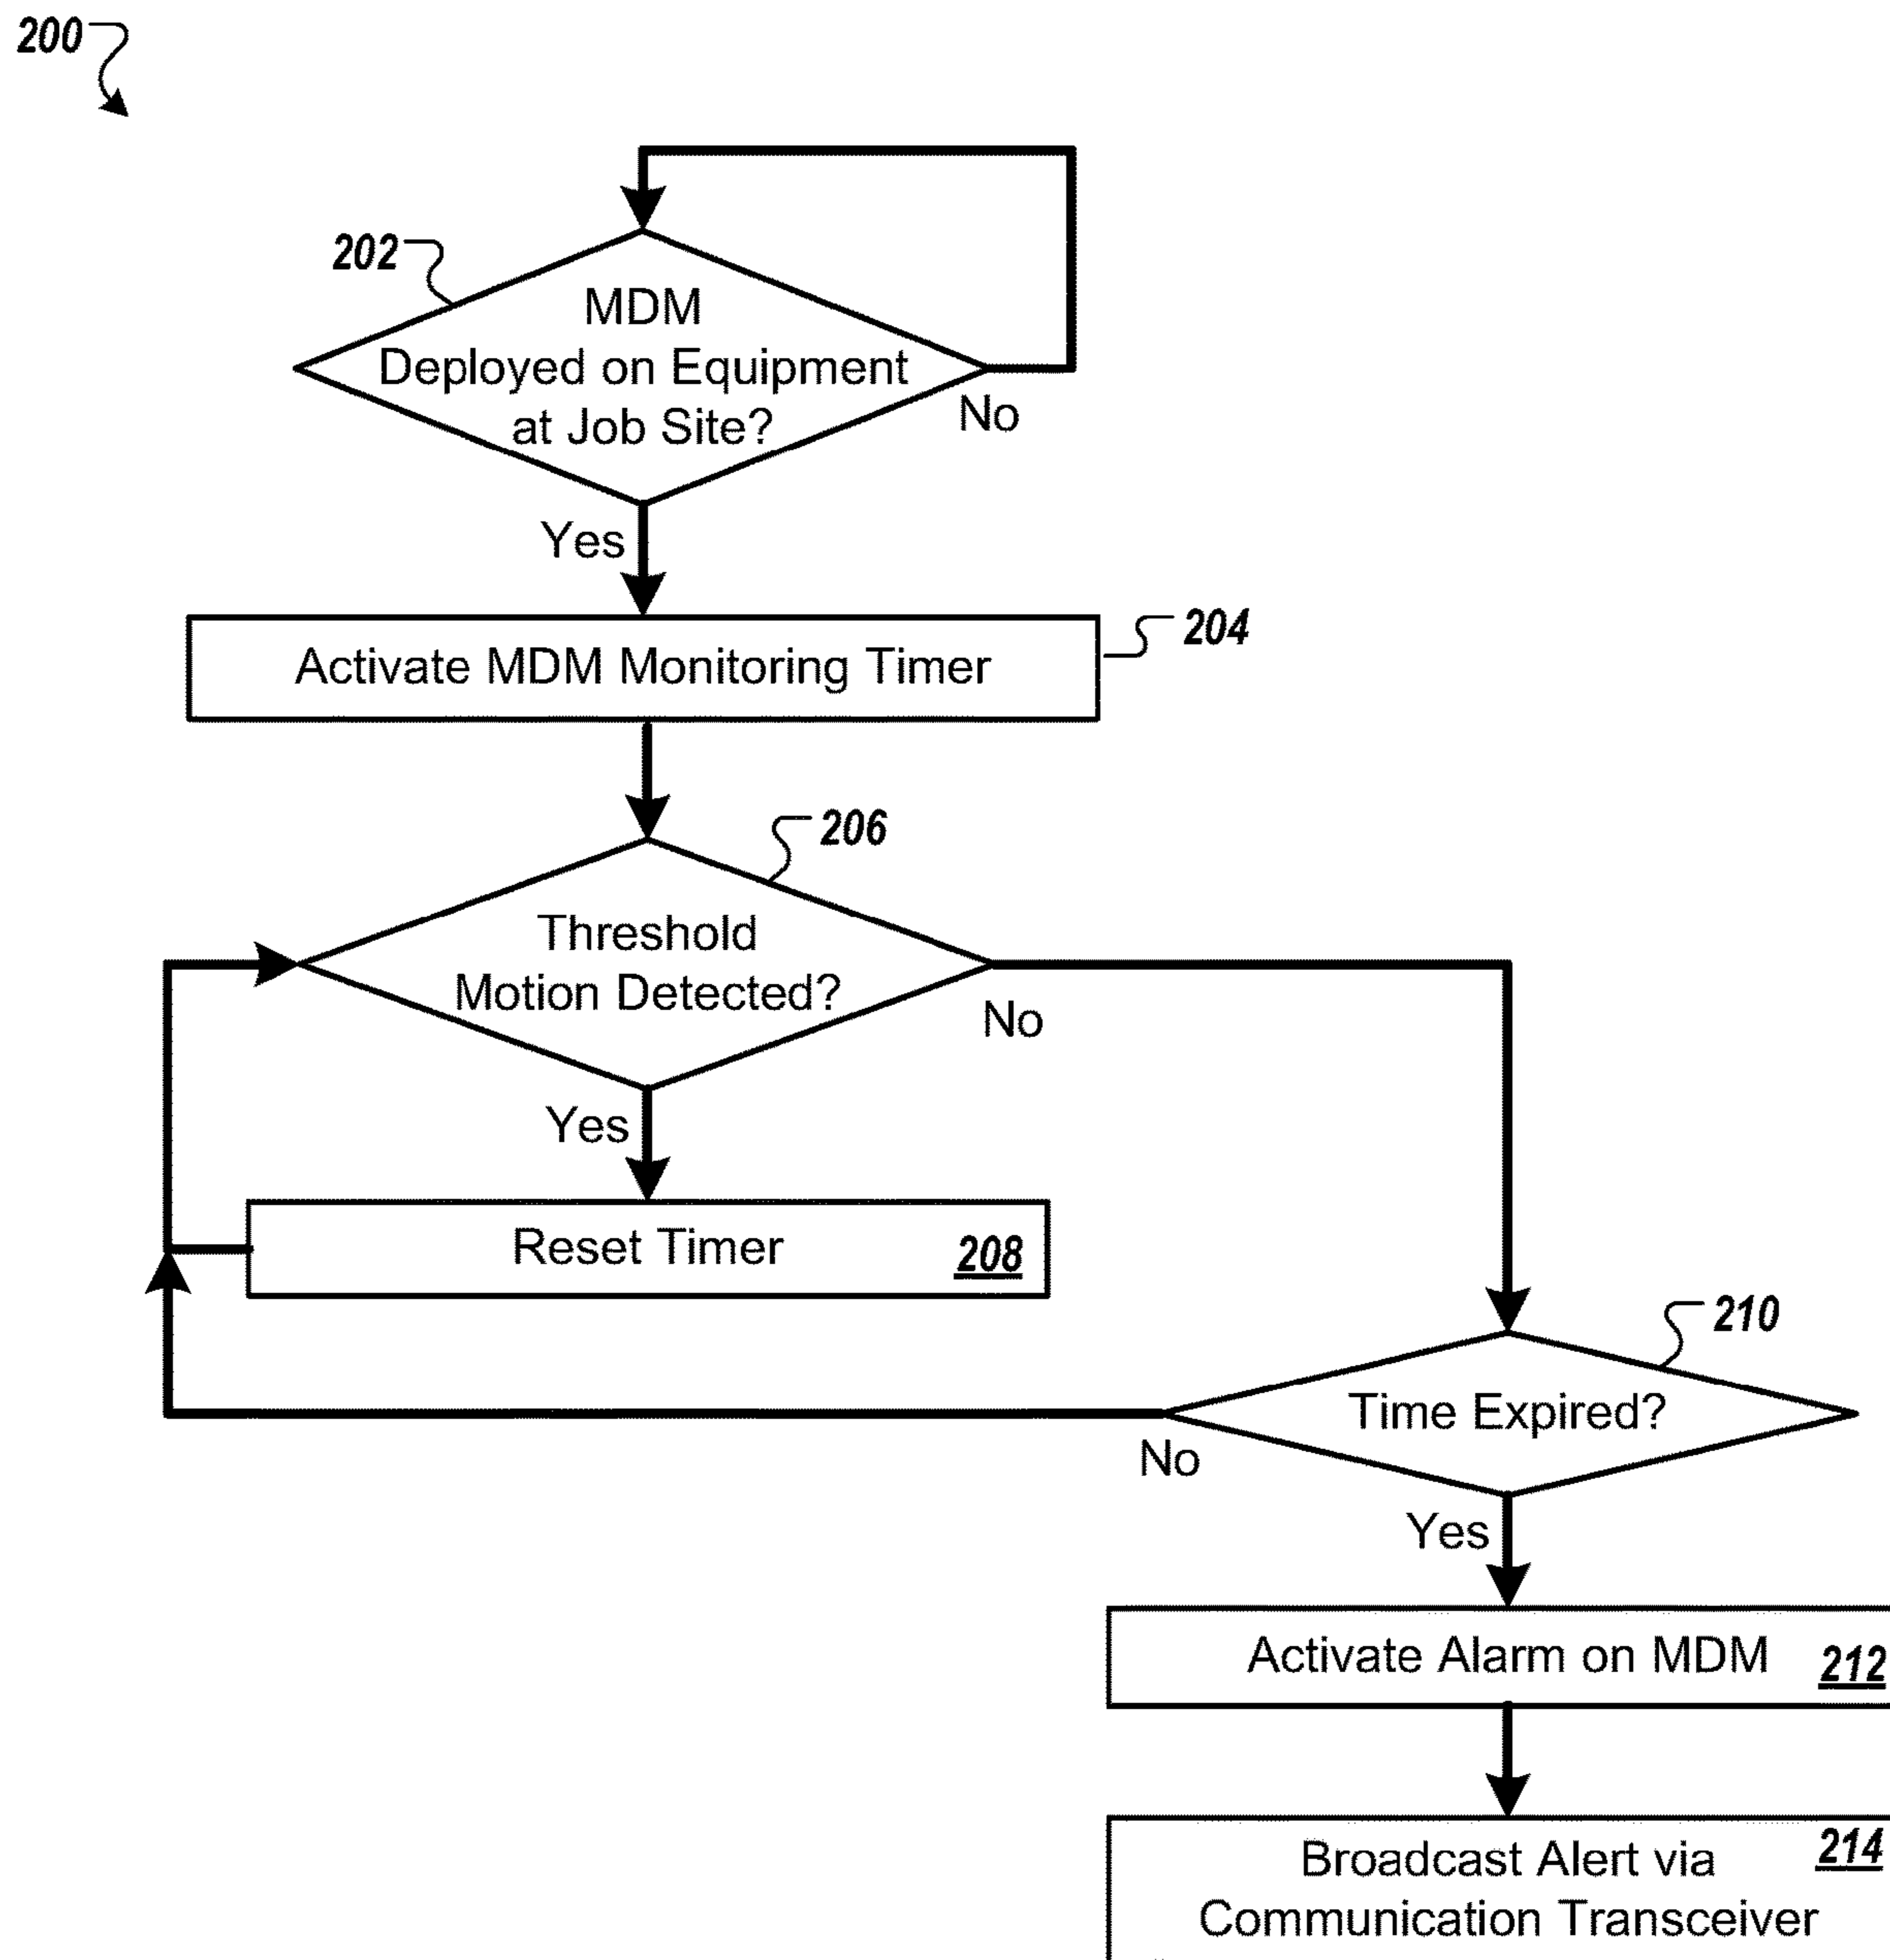 200
202
MDM
Deployed on Equipment
at Job Site?
No
Yes
Activate MDM Monitoring Timer
204
206
Threshold
Motion Detected?
No
Yes
Reset Timer
208
210
Time Expired?
No
Yes
Activate Alarm on MDM
212
Broadcast Alert via
214
Communication Transceiver